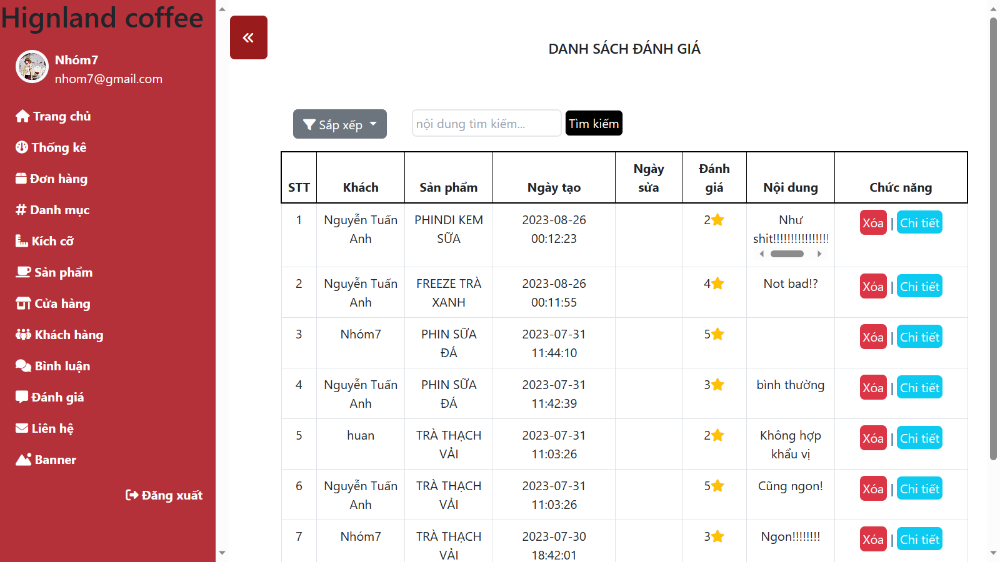 Hignland coffee
Nhóm7
nhom7@gmail.com
Trang chủ
Thống kê
Đơn hàng
Danh mục
Kích cỡ
Sản phẩm
Cửa hàng
Khách hàng
Bình luận
Đánh giá
Liên hệ
Banner
Đăng xuất
DANH SÁCH ĐÁNH GIÁ
Sắp xếp
nội dung tìm kiếm... Tìm kiếm
STT Khách Sản phẩm Ngày tạo Ngày sửa Đánh giá Nội dung Chức năng
1 Nguyễn Tuấn Anh PHINDI KEM SỮA 2023-08-26 00:12:23 2 Như shit!!!!!!!!!!!!!!!! Xóa | Chi tiết
2 Nguyễn Tuấn Anh FREEZE TRÀ XANH 2023-08-26 00:11:55 4 Not bad!? Xóa | Chi tiết
3 Nhóm7 PHIN SỮA ĐÁ 2023-07-31 11:44:10 5 Xóa | Chi tiết
4 Nguyễn Tuấn Anh PHIN SỮA ĐÁ 2023-07-31 11:42:39 3 bình thường Xóa | Chi tiết
5 huan TRÀ THẠCH VẢI 2023-07-31 11:03:26 2 Không hợp khẩu vị Xóa | Chi tiết
6 Nguyễn Tuấn Anh TRÀ THẠCH VẢI 2023-07-31 11:03:26 5 Cũng ngon! Xóa | Chi tiết
7 Nhóm7 TRÀ THẠCH VẢI 2023-07-30 18:42:01 3 Ngon!!!!!!!! Xóa | Chi tiết